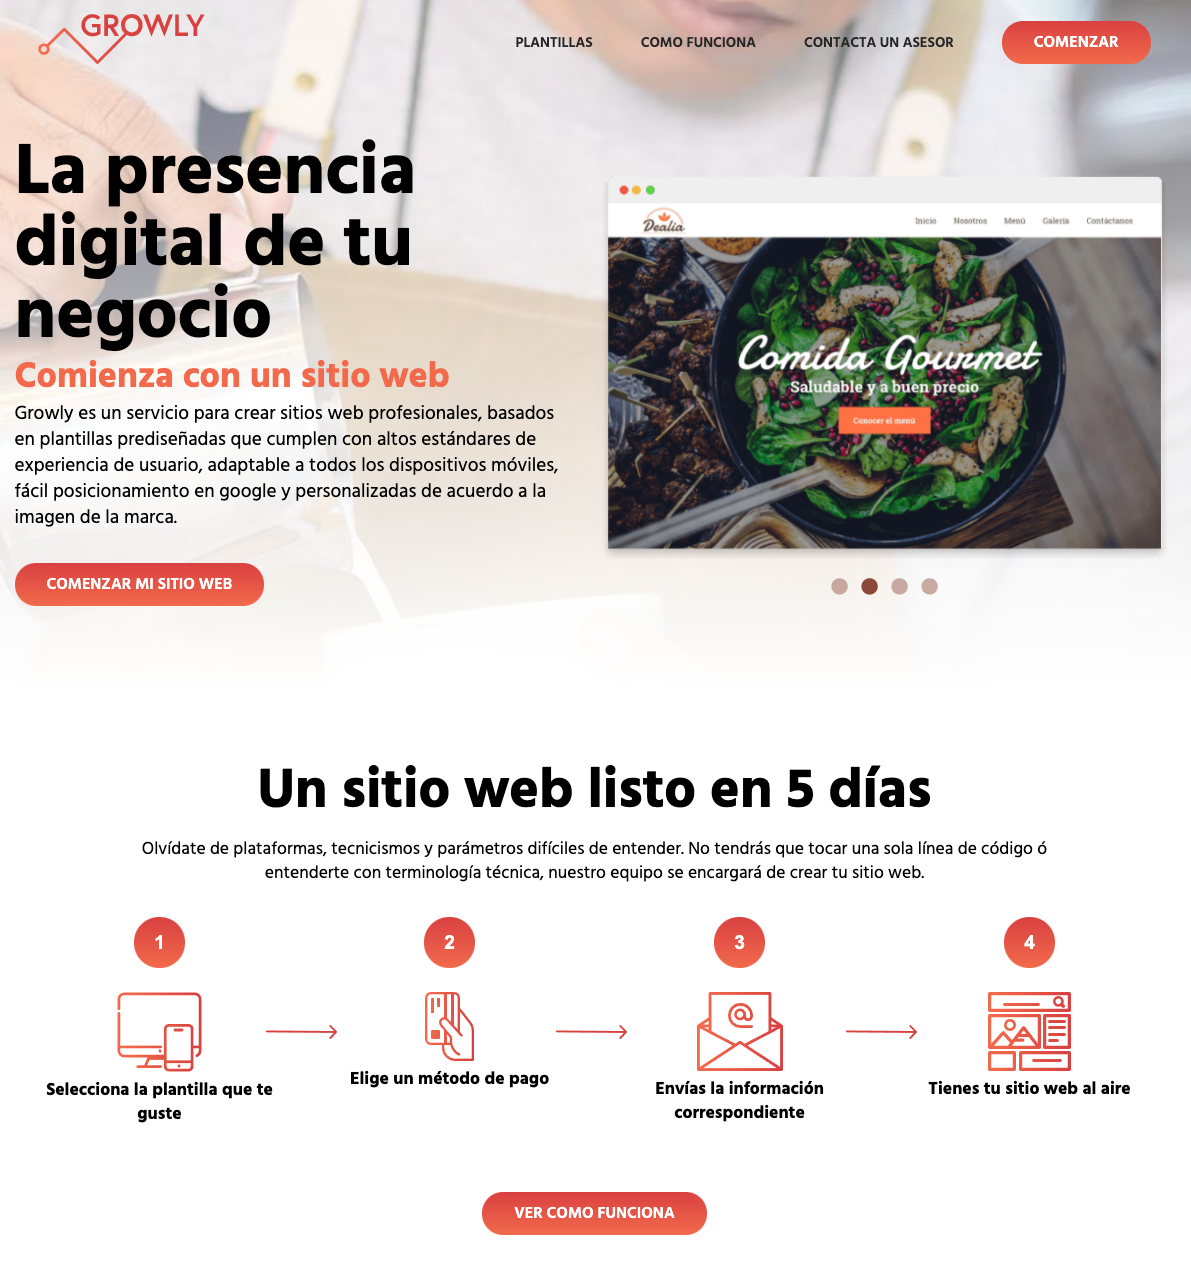 GROWLY
PLANTILLAS
COMO FUNCIONA
CONTACTA UN ASESOR
COMENZAR
La presencia
digital de tu
negocio
Comienza con un sitio web
Growly es un servicio para crear sitios web profesionales, basados
en plantillas prediseñadas que cumplen con altos estándares de
experiencia de usuario, adaptable a todos los dispositivos móviles,
fácil posicionamiento en google y personalizadas de acuerdo a la
imagen de la marca.
COMENZAR MI SITIO WEB
Dealia
Inicio
Nosotros
Menú
Galería
Contáctanos
Comida Gourmet
Saludable y a buen precio
Conocer el menú
Un sitio web listo en 5 días
Olvídate de plataformas, tecnicismos y parámetros difíciles de entender. No tendrás que tocar una sola línea de código ó
entenderte con terminología técnica, nuestro equipo se encargará de crear tu sitio web.
1
Selecciona la plantilla que te
guste
2
Elige un método de pago
3
@
Envías la información
correspondiente
4
Tienes tu sitio web al aire
VER COMO FUNCIONA